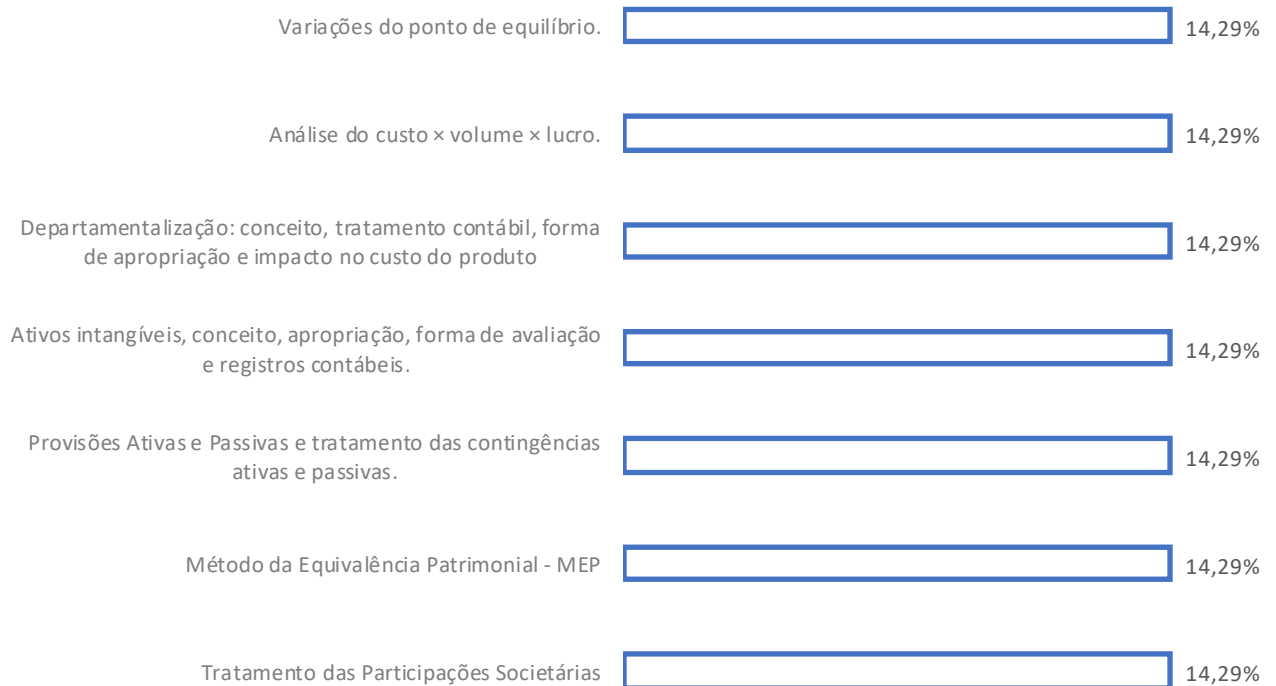 Variações do ponto de equilíbrio.
14,29%
Análise do custo × volume × lucro.
14,29%
Departamentalização: conceito, tratamento contábil, forma
de apropriação e impacto no custo do produto
14,29%
Ativos intangíveis, conceito, apropriação, forma de avaliação
e registros contábeis.
14,29%
Provisões Ativas e Passivas e tratamento das contingências
ativas e passivas.
14,29%
Método da Equivalência Patrimonial - MEP
14,29%
Tratamento das Participações Societárias
14,29%